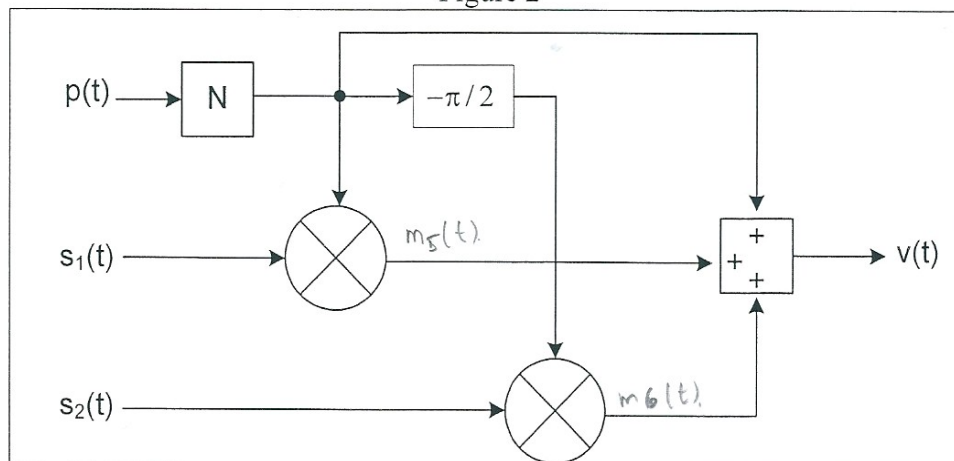 Figure 2
p(t)
N
−π/2
s₁(t)
m5(t).
+
+
+
v(t)
s₂(t)
m6(t).